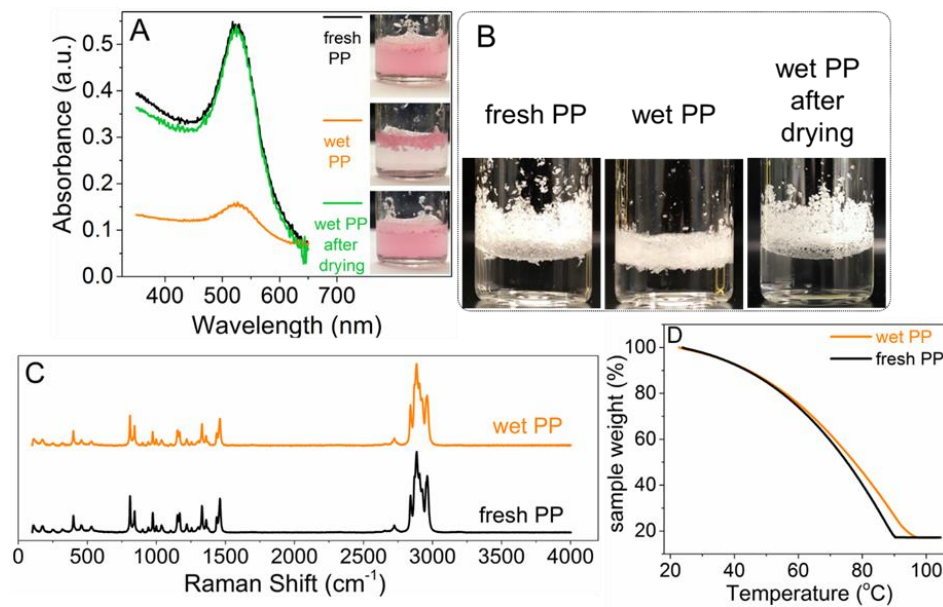 A
Absorbance (a.u.)
0.5
0.4
0.3
0.2
0.1
0.0
400
500
600
700
Wavelength (nm)
fresh
PP
wet
PP
wet PP
after
drying
B
fresh PP
wet PP
wet PP
after
drying
C
wet PP
fresh PP
0
500
1000
1500
2000
2500
3000
3500
4000
Raman Shift (cm⁻¹)
D
wet PP
fresh PP
sample weight (%)
100
80
60
40
20
20
40
60
80
100
Temperature (°C)